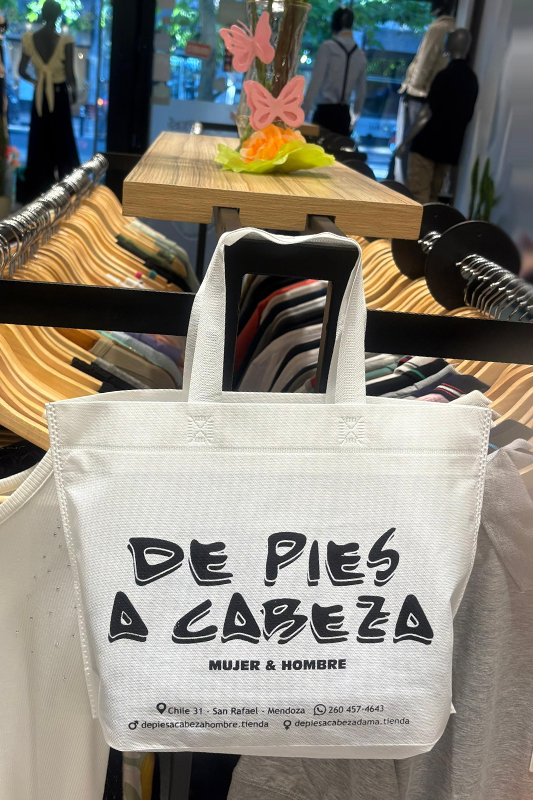 DE PIES
A CABEZA
MUJER & HOMBRE
Chile 31 - San Rafael - Mendoza 260 457-4643
depiesacabezahombre.tienda depiesacabezadama.tienda